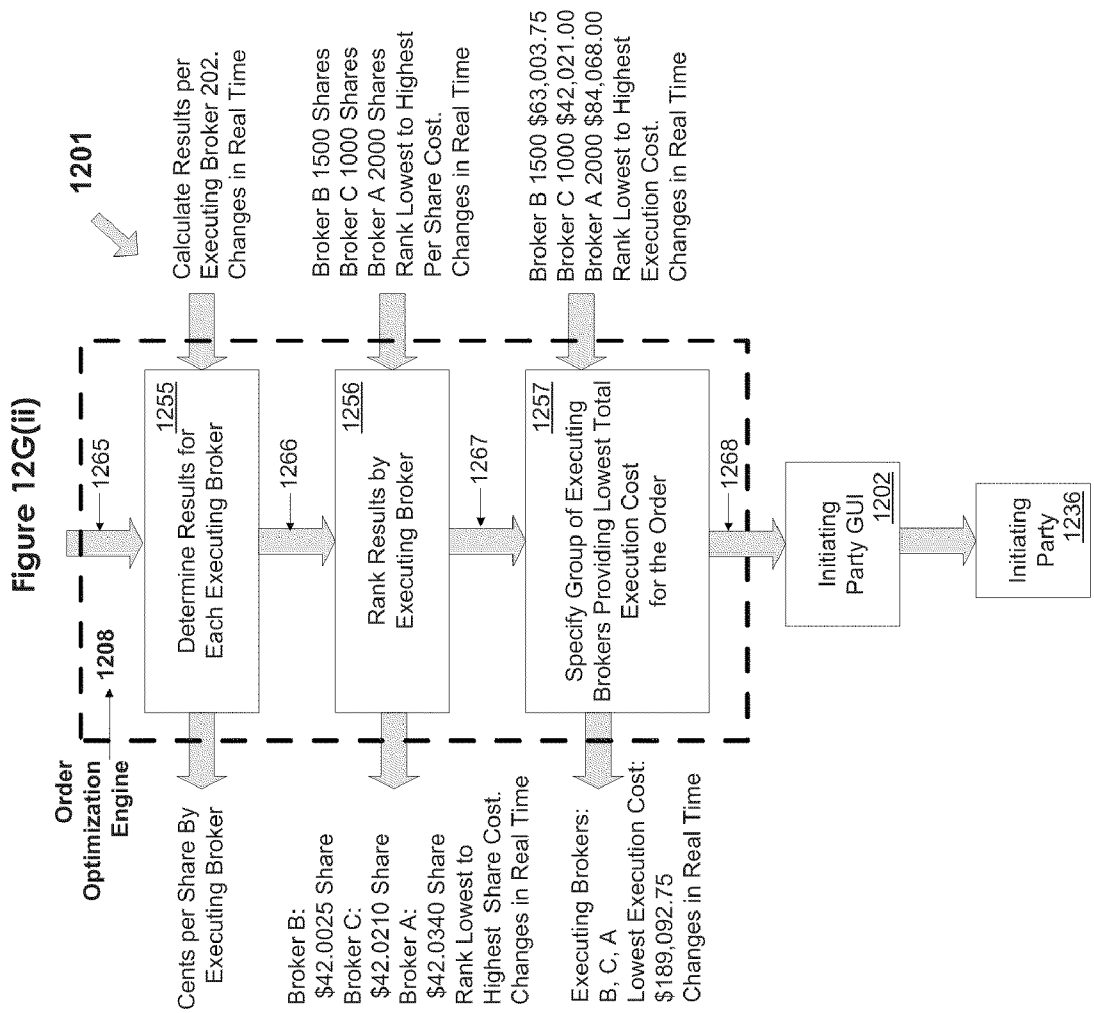 Figure 12G(ii)
1201
Order
Optimization
Engine
1208
1265
Cents per Share By
Executing Broker
1255
Determine Results for
Each Executing Broker
Calculate Results per
Executing Broker 202.
Changes in Real Time
1266
Broker B:
$42.0025 Share
Broker C:
$42.0210 Share
Broker A:
$42.0340 Share
Rank Lowest to
Highest Share Cost.
Changes in Real Time
1256
Rank Results by
Executing Broker
Broker B 1500 Shares
Broker C 1000 Shares
Broker A 2000 Shares
Rank Lowest to Highest
Per Share Cost.
Changes in Real Time
1267
Executing Brokers:
B, C, A
Lowest Execution Cost:
$189,092.75
Changes in Real Time
1257
Specify Group of Executing
Brokers Providing Lowest Total
Execution Cost
for the Order
Broker B 1500 $63,003.75
Broker C 1000 $42,021.00
Broker A 2000 $84,068.00
Rank Lowest to Highest
Execution Cost.
Changes in Real Time
1268
Initiating
Party GUI
1202
Initiating
Party
1236